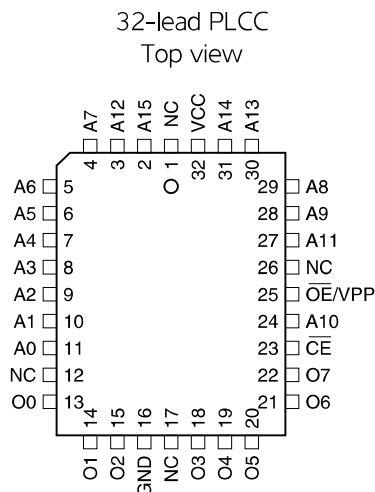 32-lead PLCC
Top view
A7 A12 A15 NC VCC A14 A13
4 3 2 1 32 31 30
A6 5 29 A8
A5 6 28 A9
A4 7 27 A11
A3 8 26 NC
A2 9 25 OE/VPP
A1 10 24 A10
A0 11 23 CE
NC 12 22 O7
O0 13 21 O6
14 15 16 17 18 19 20
O1 O2 GND NC O3 O4 O5